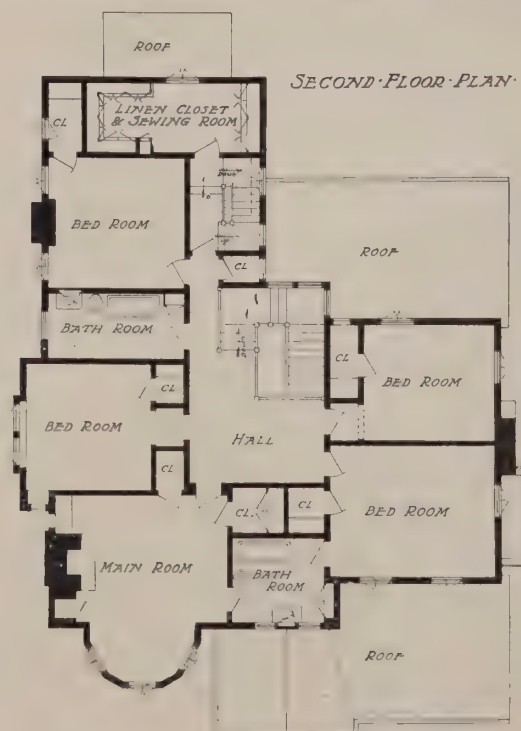 ROOF
SECOND·FLOOR·PLAN·
LINEN CLOSET
& SEWING ROOM
CL
BED ROOM
ROOF
CL
BATH ROOM
CL
BED ROOM
CL
BED ROOM
HALL
CL
CL.
CL
BED ROOM
MAIN ROOM
BATH
ROOM
ROOF